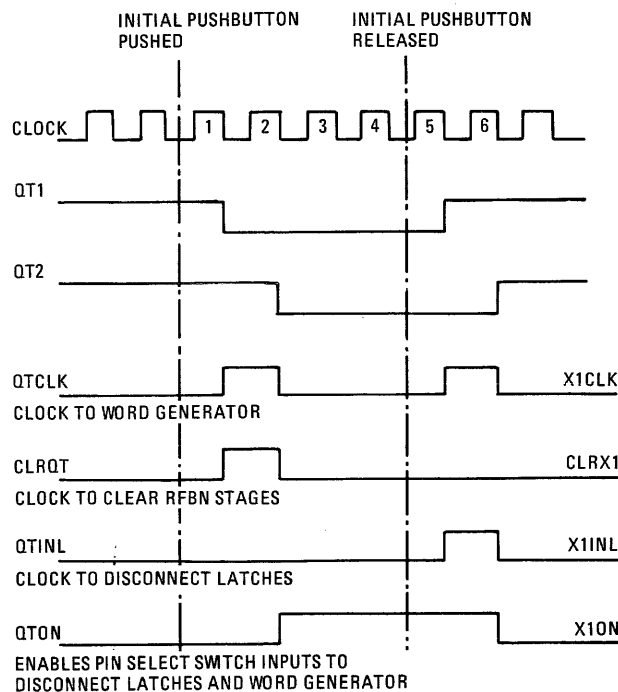 INITIAL PUSHBUTTON
PUSHED
INITIAL PUSHBUTTON
RELEASED
CLOCK
1 2 3 4 5 6
QT1
QT2
QTCLK X1CLK
CLOCK TO WORD GENERATOR
CLRQT CLRX1
CLOCK TO CLEAR RFBN STAGES
QTINL X1INL
CLOCK TO DISCONNECT LATCHES
QTON X1ON
ENABLES PIN SELECT SWITCH INPUTS TO
DISCONNECT LATCHES AND WORD GENERATOR